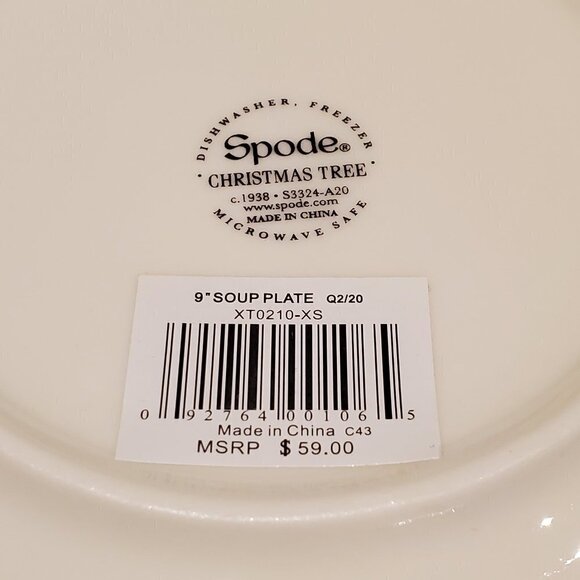 DISHWASHER, FREEZER
Spode®
CHRISTMAS TREE
c.1938 • S3324-A20
www.spode.com
MADE IN CHINA
MICROWAVE SAFE
9" SOUP PLATE Q2/20
XT0210-XS
0 92764 00106 5
Made in China C43
MSRP $ 59.00